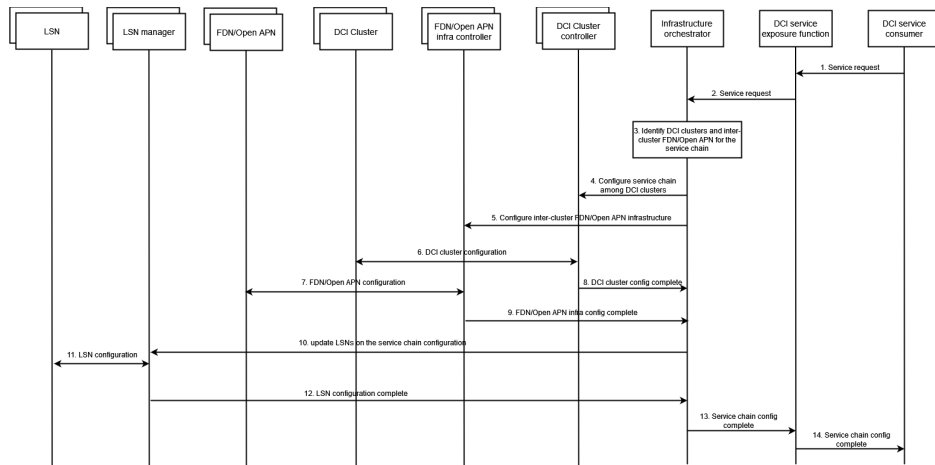 LSN
LSN manager
FDN/Open APN
DCI Cluster
FDN/Open APN
infra controller
DCI Cluster
controller
Infrastructure
orchestrator
DCI service
exposure function
DCI service
consumer
1. Service request
2. Service request
3. Identify DCI clusters and inter-
cluster FDN/Open APN for the
service chain
4. Configure service chain
among DCI clusters
5. Configure inter-cluster FDN/Open APN infrastructure
6. DCI cluster configuration
7. FDN/Open APN configuration
8. DCI cluster config complete
9. FDN/Open APN infra config complete
10. update LSNs on the service chain configuration
11. LSN configuration
12. LSN configuration complete
13. Service chain config
complete
14. Service chain config
complete